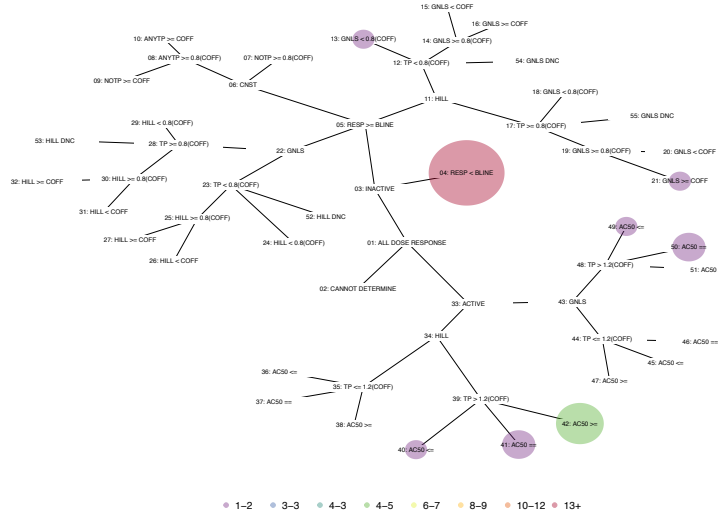 15: GNLS < COFF
16: GNLS >= COFF
10: ANYTP >= COFF
13: GNLS < 0.8(COFF)
14: GNLS >= 0.8(COFF)
08: ANYTP >= 0.8(COFF)
07: NOTP >= 0.8(COFF)
12: TP < 0.8(COFF)
54: GNLS DNC
09: NOTP >= COFF
06: CNST
18: GNLS < 0.8(COFF)
11: HILL
55: GNLS DNC
29: HILL < 0.8(COFF)
05: RESP >= BLINE
17: TP >= 0.8(COFF)
53: HILL DNC
28: TP >= 0.8(COFF)
22: GNLS
19: GNLS >= 0.8(COFF)
20: GNLS < COFF
04: RESP < BLINE
32: HILL >= COFF
30: HILL >= 0.8(COFF)
23: TP < 0.8(COFF)
03: INACTIVE
21: GNLS >= COFF
31: HILL < COFF
25: HILL >= 0.8(COFF)
52: HILL DNC
49: AC50 <=
27: HILL >= COFF
24: HILL < 0.8(COFF)
01: ALL DOSE RESPONSE
50: AC50 ==
26: HILL < COFF
48: TP > 1.2(COFF)
51: AC50
02: CANNOT DETERMINE
33: ACTIVE
43: GNLS
34: HILL
44: TP <= 1.2(COFF)
46: AC50 ==
45: AC50 <=
36: AC50 <=
35: TP <= 1.2(COFF)
47: AC50 >=
37: AC50 ==
39: TP > 1.2(COFF)
38: AC50 >=
42: AC50 >=
40: AC50 <=
41: AC50 ==
1−2 3−3 4−3 4−5 6−7 8−9 10−12 13+